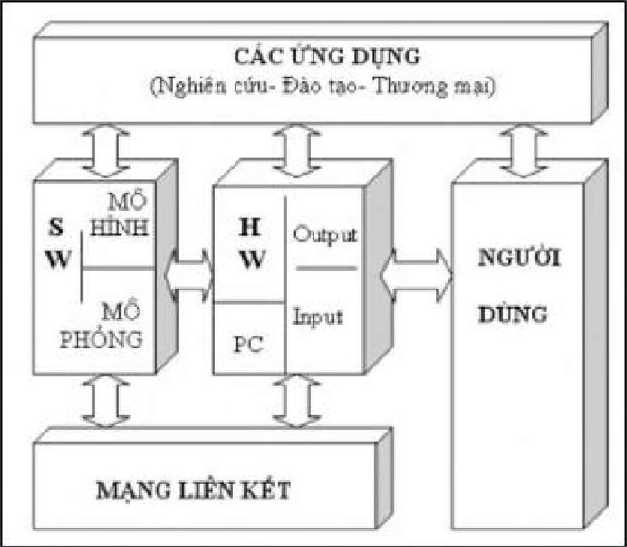 CÁC ỨNG DỤNG
(Nghiên cứu- Đào tạo- Thương mại)
S
W
MÔ
HÌNH
MÔ
PHỎNG
H
W
Output
Input
PC
NGƯỜI
DÙNG
MẠNG LIÊN KẾT